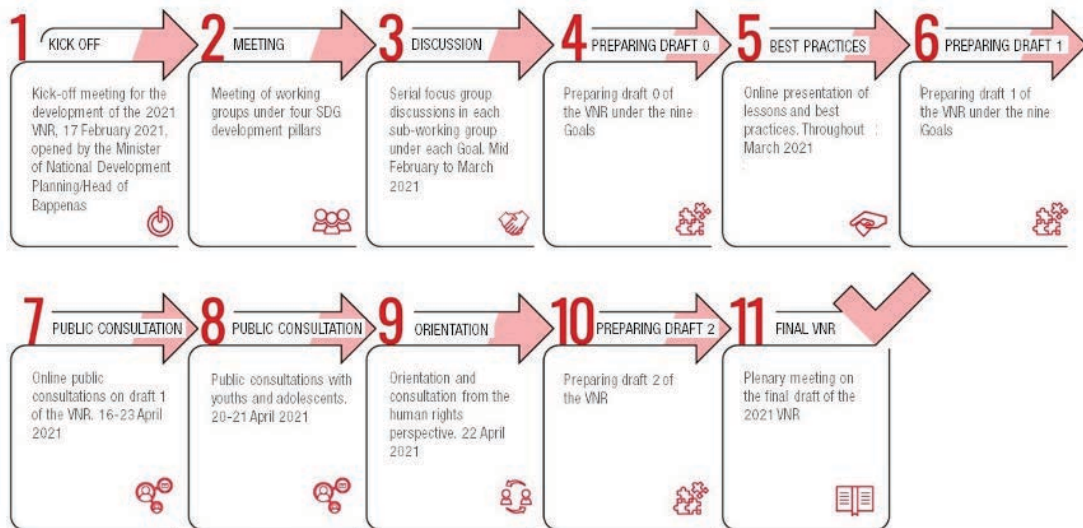 1 KICK OFF
Kick-off meeting for the
development of the 2021
VNR, 17 February 2021,
opened by the Minister
of National Development
Planning/Head of
Bappenas
2 MEETING
Meeting of working
groups under four SDG
development pillars
3 DISCUSSION
Serial focus group
discussions in each
sub-working group
under each Goal. Mid
February to March
2021
4 PREPARING DRAFT 0
Preparing draft 0 of
the VNR under the nine
Goals
5 BEST PRACTICES
Online presentation of
lessons and best
practices. Throughout
March 2021
6 PREPARING DRAFT 1
Preparing draft 1 of
the VNR under the nine
Goals
7 PUBLIC CONSULTATION
Online public
consultations on draft 1
of the VNR. 16-23 April
2021
8 PUBLIC CONSULTATION
Public consultations with
youths and adolescents.
20-21 April 2021
9 ORIENTATION
Orientation and
consultation from the
human rights
perspective. 22 April
2021
10 PREPARING DRAFT 2
Preparing draft 2 of
the VNR
11 FINAL VNR
Plenary meeting on
the final draft of the
2021 VNR